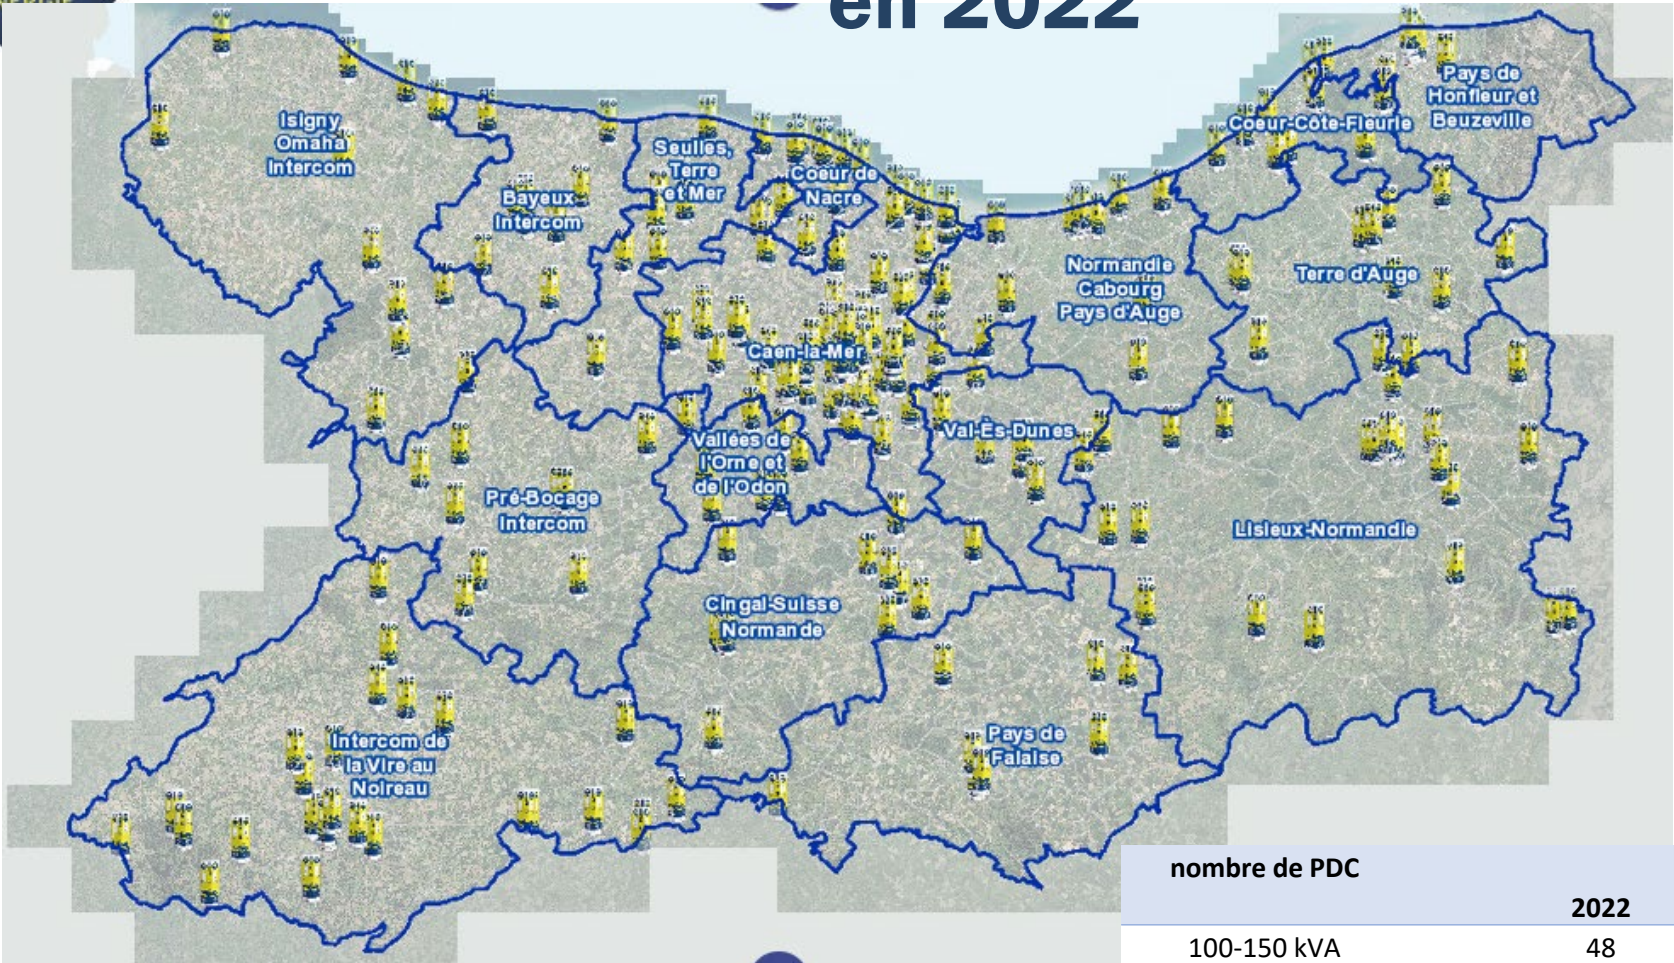 en 2022
Pays de
Honfleur et
Beuzeville
Coeur-Côte-Fleurie
Isigny
Omaha
Intercom
Seulles,
Terre
et Mer
Coeur de
Nacre
Bayeux
Intercom
Normandie
Cabourg
Pays d'Auge
Terre d'Auge
Caen-la-Mer
Vallées de
l'Orne et
de l'Odon
Val-Ès-Dunes
Pré-Bocage
Intercom
Lisieux-Normandie
Cingal-Suisse
Normande
Intercom de
la Vire au
Noireau
Pays de
Falaise
nombre de PDC
2022
100-150 kVA 48